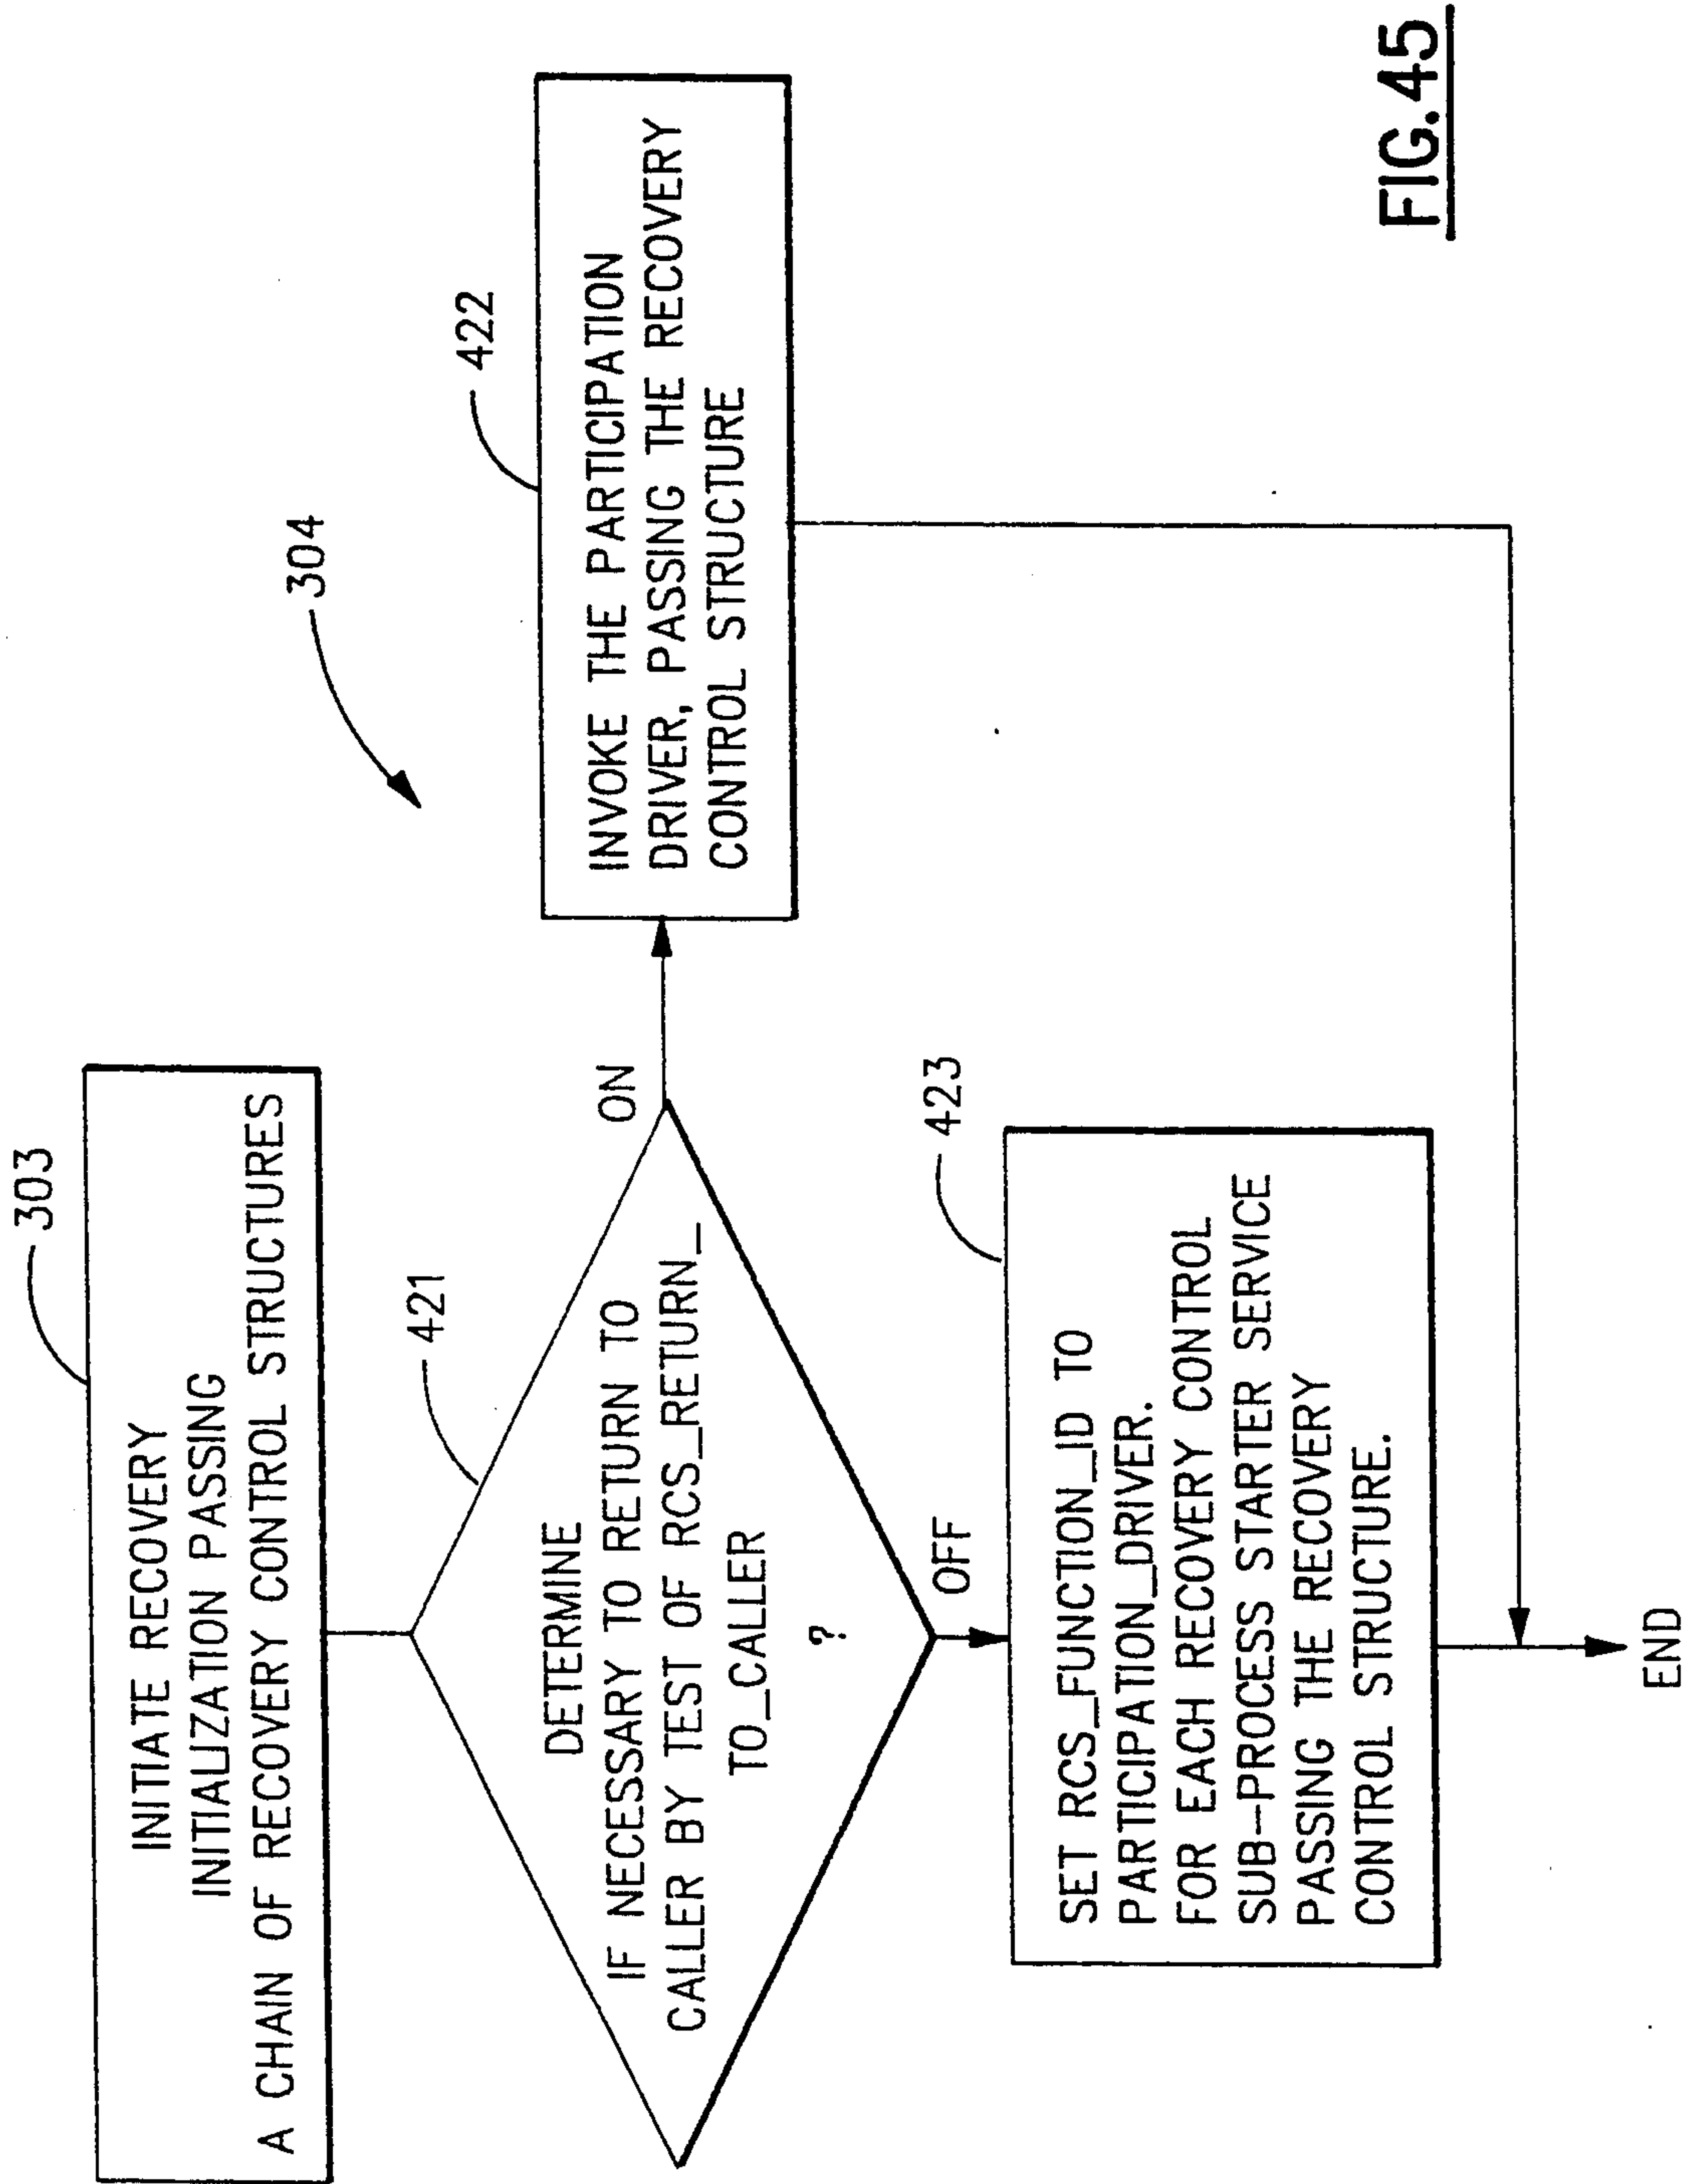 303
INITIATE RECOVERY
INITIALIZATION PASSING
A CHAIN OF RECOVERY CONTROL STRUCTURES
304
421
DETERMINE
IF NECESSARY TO RETURN TO
CALLER BY TEST OF RCS_RETURN_
TO_CALLER
?
ON
422
INVOKE THE PARTICIPATION
DRIVER, PASSING THE RECOVERY
CONTROL STRUCTURE
OFF
423
SET RCS_FUNCTION_ID TO
PARTICIPATION_DRIVER.
FOR EACH RECOVERY CONTROL
SUB-PROCESS STARTER SERVICE
PASSING THE RECOVERY
CONTROL STRUCTURE.
END
FIG. 45